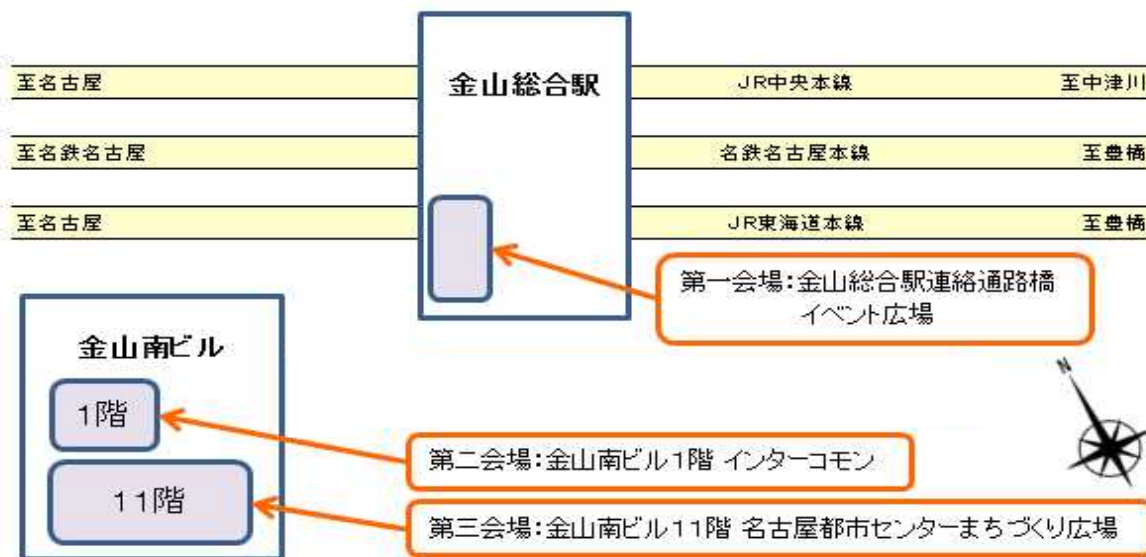 金山総合駅
至名古屋 JR中央本線 至中津川
至名鉄名古屋 名鉄名古屋本線 至豊橋
至名古屋 JR東海道本線 至豊橋
第一会場：金山総合駅連絡通路橋
イベント広場
金山南ビル
1階
11階
第二会場：金山南ビル1階 インターコモン
第三会場：金山南ビル11階 名古屋都市センターまちづくり広場
N